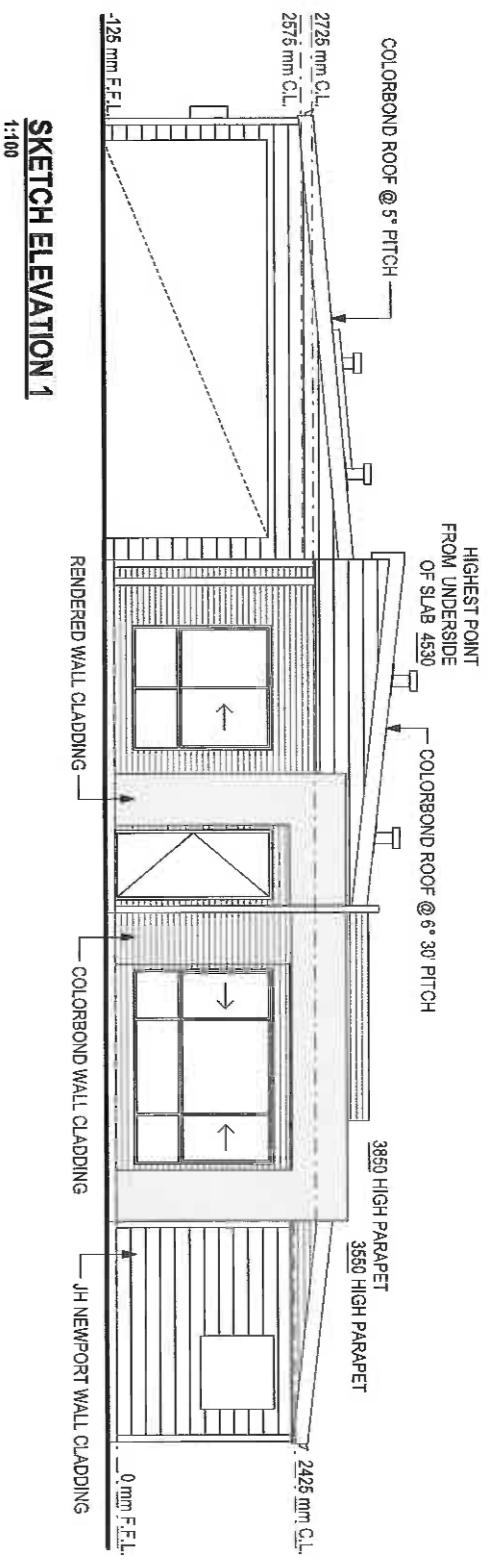 COLORBOND ROOF @ 5° PITCH
2725 mm C.L.
2575 mm C.L.
-125 mm F.F.L.
HIGHEST POINT
FROM UNDERSIDE
OF SLAB 4530
COLORBOND ROOF @ 6° 30' PITCH
3850 HIGH PARAPET
3550 HIGH PARAPET
2425 mm C.L.
0 mm F.F.L.
RENDERED WALL CLADDING
COLORBOND WALL CLADDING
JH NEWPORT WALL CLADDING
SKETCH ELEVATION 1
1:100